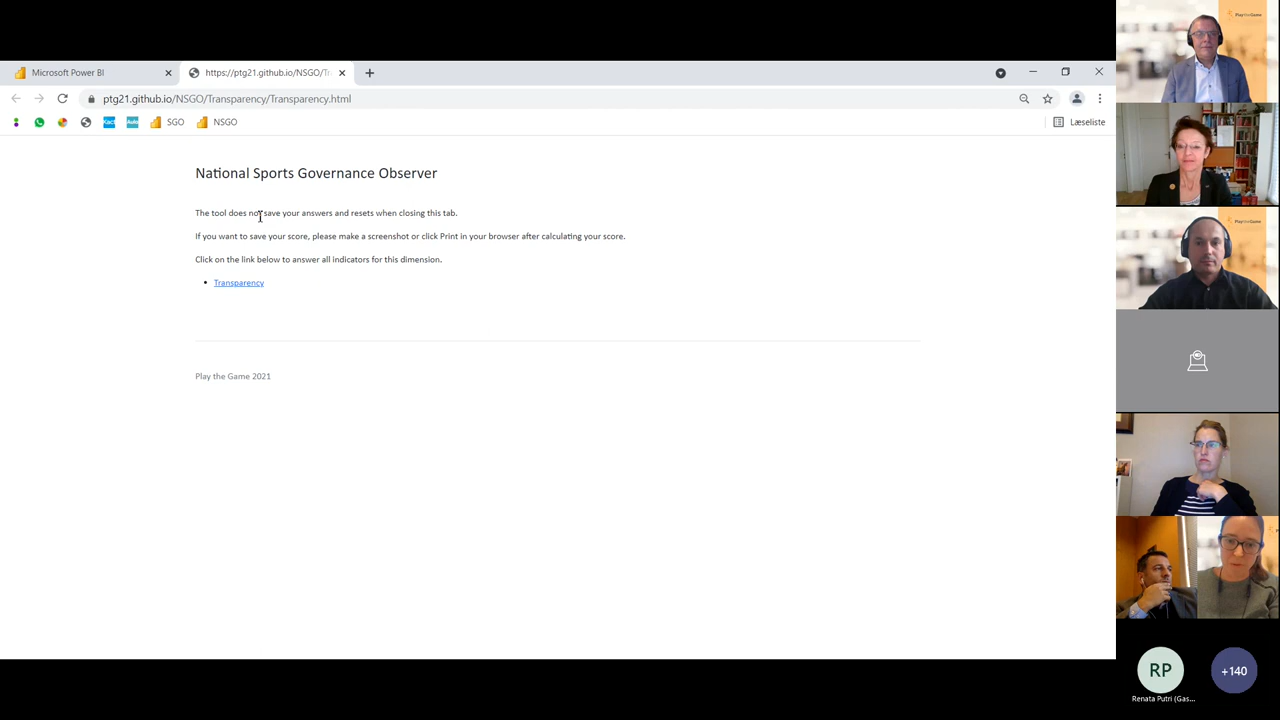 Microsoft Power BI
https://ptg21.github.io/NSGO/Tr
ptg21.github.io/NSGO/Transparency/Transparency.html
SGO
NSGO
Læseliste
National Sports Governance Observer
The tool does not save your answers and resets when closing this tab.
If you want to save your score, please make a screenshot or click Print in your browser after calculating your score.
Click on the link below to answer all indicators for this dimension.
• Transparency
Play the Game 2021
PlaytheGame
PlaytheGame
RP
+140
Renata Putri (Gas...